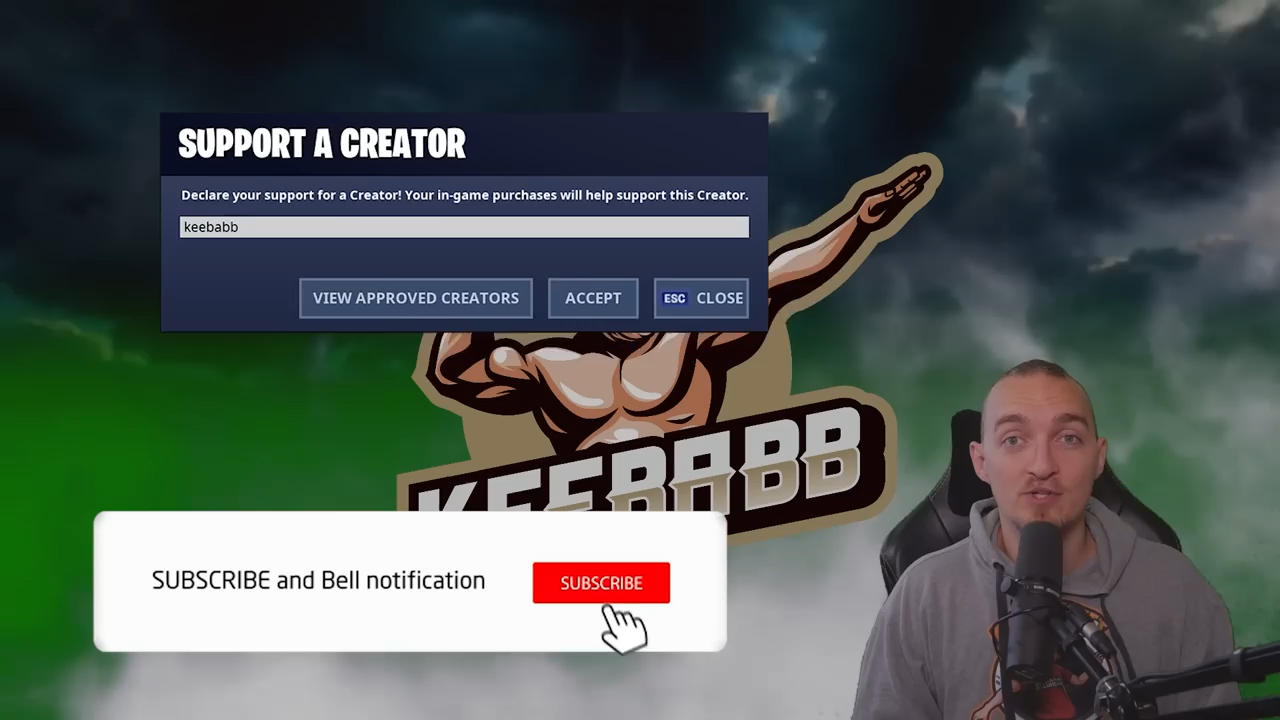 SUPPORT A CREATOR
Declare your support for a Creator! Your in-game purchases will help support this Creator.
keebabb
VIEW APPROVED CREATORS
ACCEPT
ESC CLOSE
KEEBABB
SUBSCRIBE and Bell notification
SUBSCRIBE